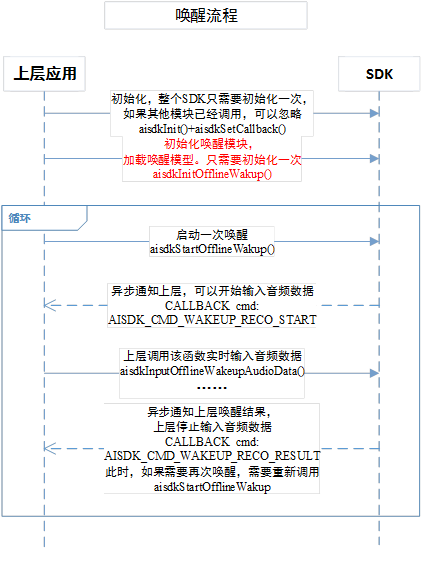 唤醒流程
上层应用
SDK
初始化，整个SDK只需要初始化一次，
如果其他模块已经调用，可以忽略
aisdkInit()+aisdkSetCallback()
初始化唤醒模块，
加载唤醒模型。只需要初始化一次
aisdkInitOfflineWakup()
循环
启动一次唤醒
aisdkStartOfflineWakup()
异步通知上层，可以开始输入音频数据
CALLBACK cmd:
AISDK_CMD_WAKEUP_RECO_START
上层调用该函数实时输入音频数据
aisdkInputOfflineWakeupAudioData()
......
异步通知上层唤醒结果，
上层停止输入音频数据
CALLBACK cmd:
AISDK_CMD_WAKEUP_RECO_RESULT
此时，如果需要再次唤醒，需要重新调用
aisdkStartOfflineWakup